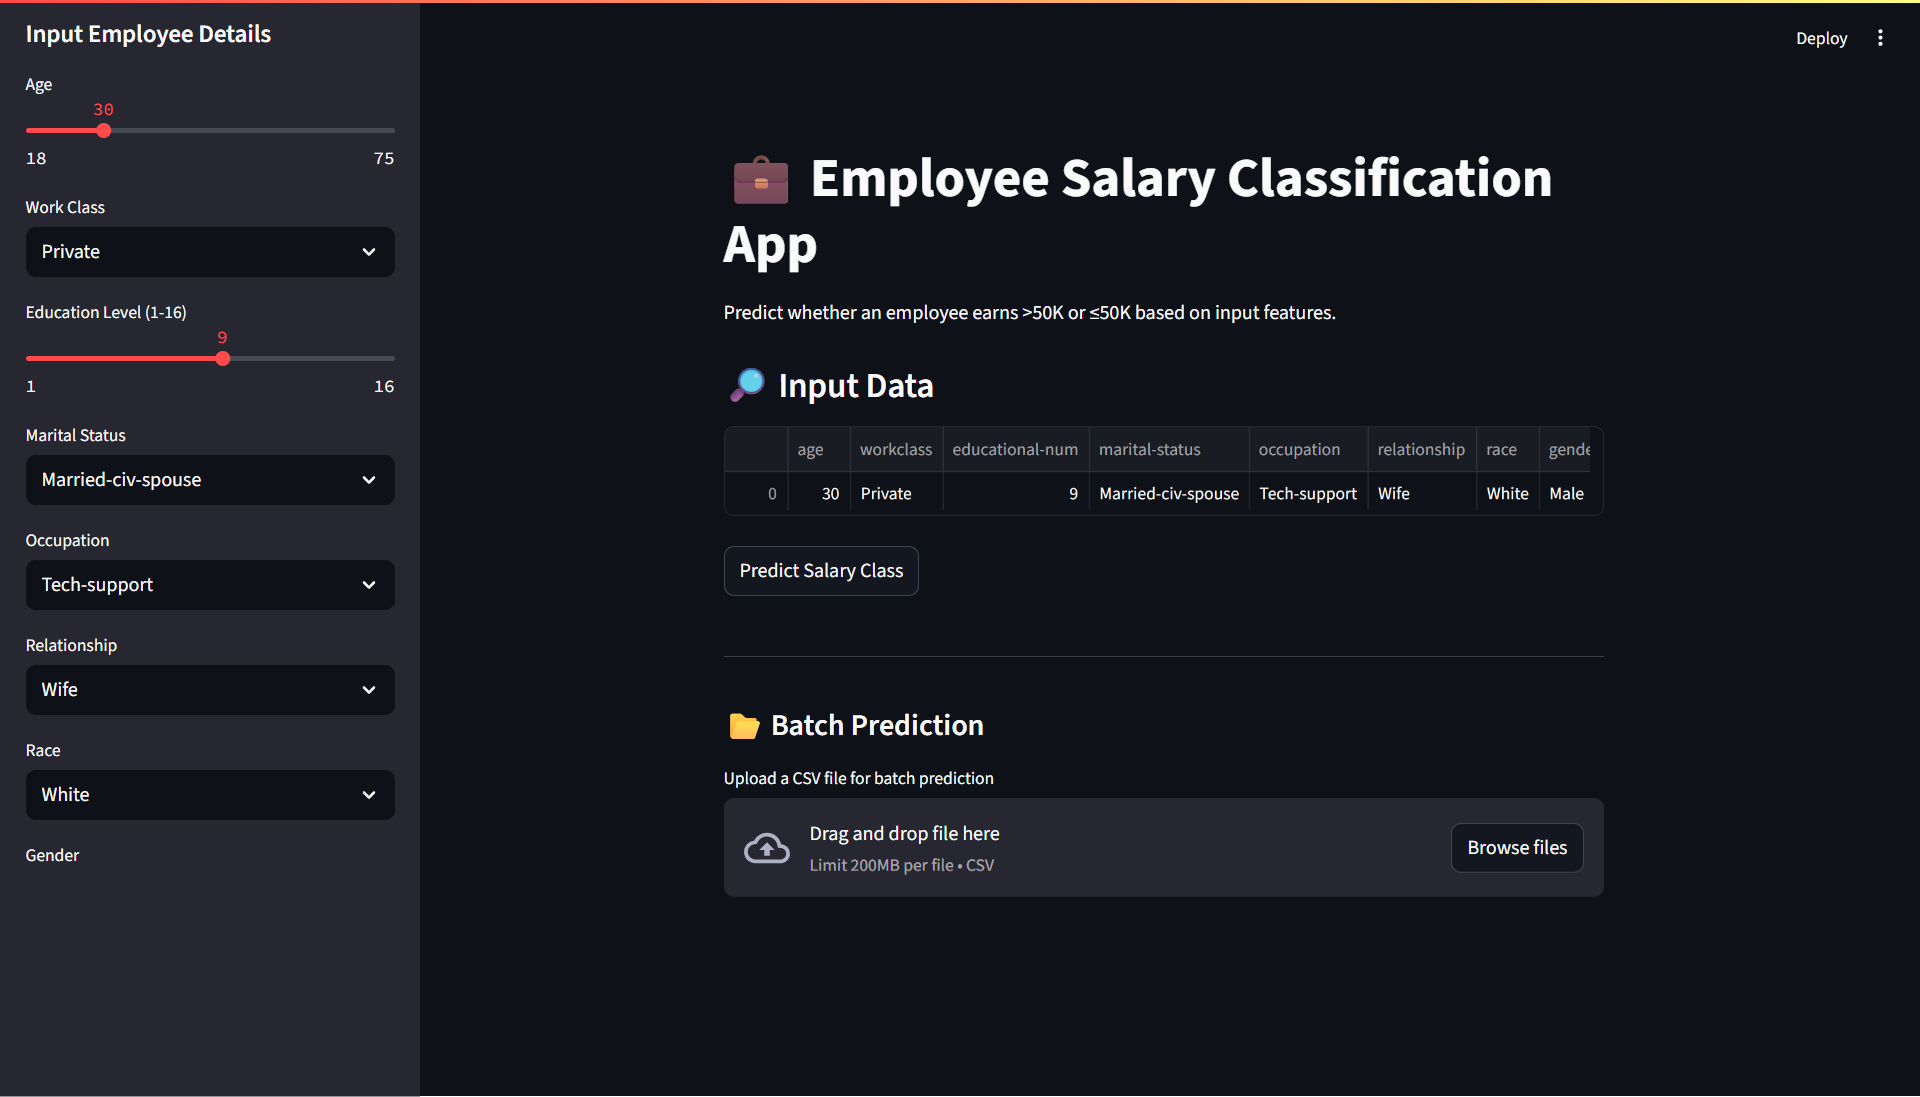 Input Employee Details
Age
30
18 75
Work Class
Private
Education Level (1-16)
9
1 16
Marital Status
Married-civ-spouse
Occupation
Tech-support
Relationship
Wife
Race
White
Gender
Deploy
Employee Salary Classification
App
Predict whether an employee earns >50K or ≤50K based on input features.
Input Data
age workclass educational-num marital-status occupation relationship race gende
0 30 Private 9 Married-civ-spouse Tech-support Wife White Male
Predict Salary Class
Batch Prediction
Upload a CSV file for batch prediction
Drag and drop file here
Limit 200MB per file • CSV
Browse files